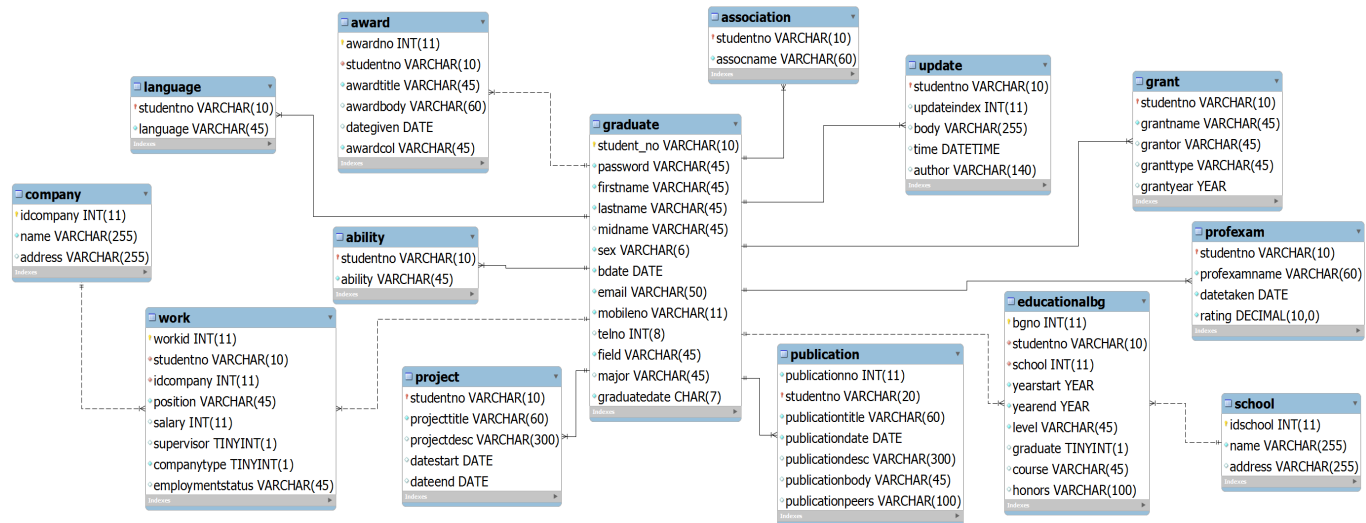 association
studentno VARCHAR(10)
assocname VARCHAR(60)
Indexes
award
awardno INT(11)
studentno VARCHAR(10)
awardtitle VARCHAR(45)
awardbody VARCHAR(60)
dategiven DATE
awardcol VARCHAR(45)
Indexes
update
studentno VARCHAR(10)
updateindex INT(11)
body VARCHAR(255)
time DATETIME
author VARCHAR(140)
Indexes
grant
studentno VARCHAR(10)
grantname VARCHAR(45)
grantor VARCHAR(45)
granttype VARCHAR(45)
grantyear YEAR
Indexes
language
studentno VARCHAR(10)
language VARCHAR(45)
Indexes
graduate
student_no VARCHAR(10)
password VARCHAR(45)
firstname VARCHAR(45)
lastname VARCHAR(45)
midname VARCHAR(45)
sex VARCHAR(6)
bdate DATE
email VARCHAR(50)
mobileno VARCHAR(11)
telno INT(8)
field VARCHAR(45)
major VARCHAR(45)
graduatedate CHAR(7)
Indexes
company
idcompany INT(11)
name VARCHAR(255)
address VARCHAR(255)
Indexes
ability
studentno VARCHAR(10)
ability VARCHAR(45)
Indexes
profexam
studentno VARCHAR(10)
profexamname VARCHAR(60)
datetaken DATE
rating DECIMAL(10,0)
Indexes
educationalbg
bgno INT(11)
studentno VARCHAR(10)
school INT(11)
yearstart YEAR
yearend YEAR
level VARCHAR(45)
graduate TINYINT(1)
course VARCHAR(45)
honors VARCHAR(100)
Indexes
work
workid INT(11)
studentno VARCHAR(10)
idcompany INT(11)
position VARCHAR(45)
salary INT(11)
supervisor TINYINT(1)
companytype TINYINT(1)
employmentstatus VARCHAR(45)
Indexes
publication
publicationno INT(11)
studentno VARCHAR(20)
publicationtitle VARCHAR(60)
publicationdate DATE
publicationdesc VARCHAR(300)
publicationbody VARCHAR(45)
publicationpeers VARCHAR(100)
Indexes
project
studentno VARCHAR(10)
projecttitle VARCHAR(60)
projectdesc VARCHAR(300)
datestart DATE
dateend DATE
Indexes
school
idschool INT(11)
name VARCHAR(255)
address VARCHAR(255)
Indexes